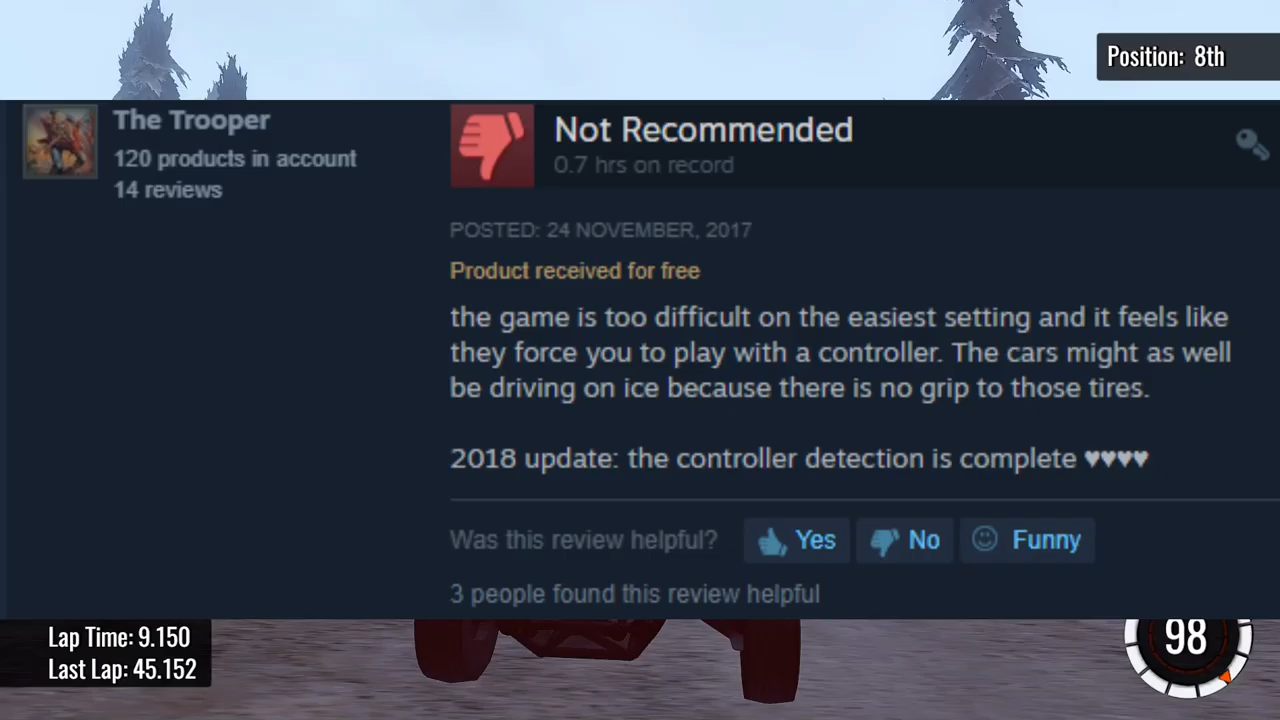 Position: 8th
The Trooper
120 products in account
14 reviews
Not Recommended
0.7 hrs on record
POSTED: 24 NOVEMBER, 2017
Product received for free
the game is too difficult on the easiest setting and it feels like
they force you to play with a controller. The cars might as well
be driving on ice because there is no grip to those tires.
2018 update: the controller detection is complete ♥♥♥♥
Was this review helpful? Yes No Funny
3 people found this review helpful
Lap Time: 9.150
Last Lap: 45.152
98